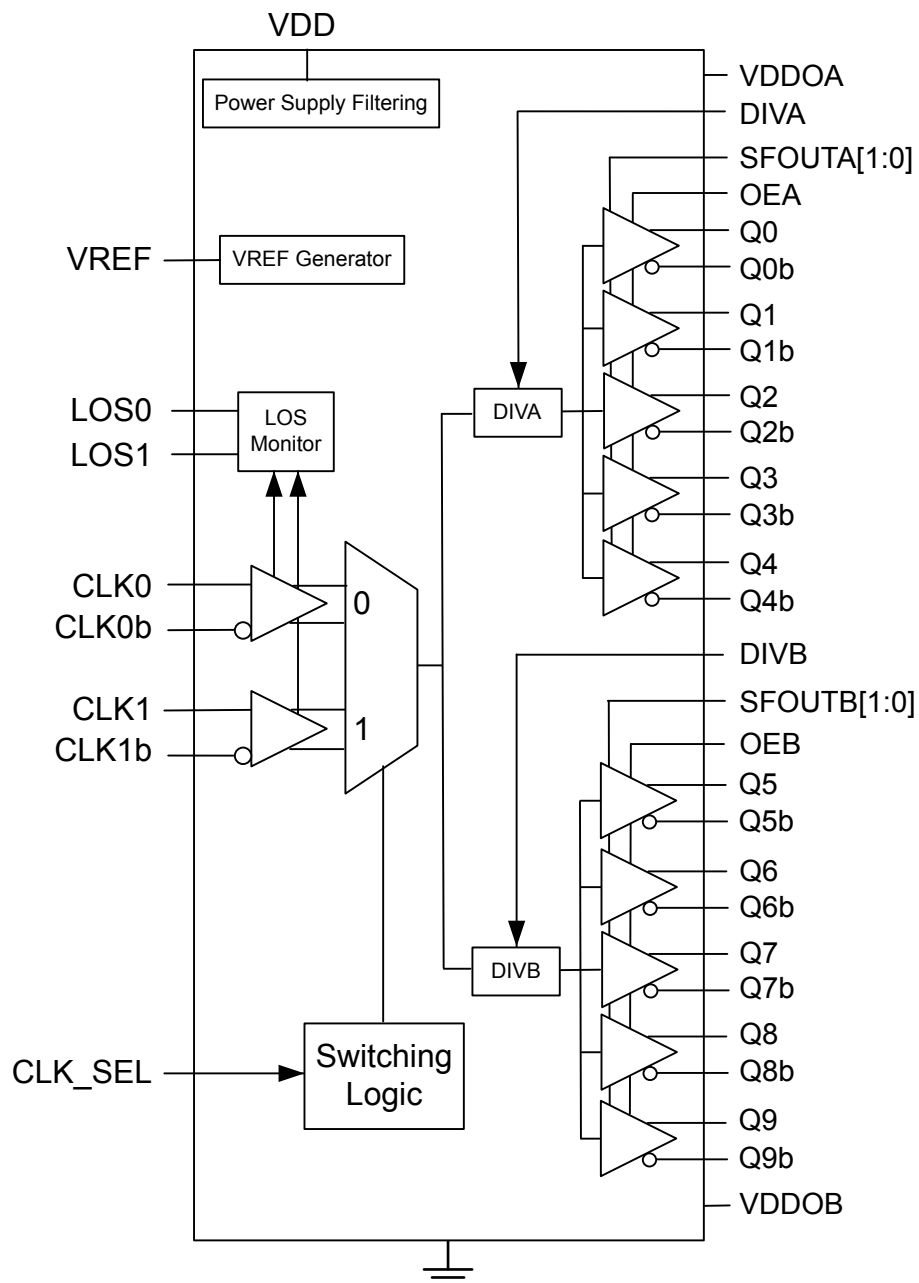 VDD
Power Supply Filtering
VREF
VREF Generator
LOS0
LOS1
LOS
Monitor
CLK0
CLK0b
CLK1
CLK1b
0
1
CLK_SEL
Switching
Logic
DIVA
DIVB
VDDOA
DIVA
SFOUTA[1:0]
OEA
Q0
Q0b
Q1
Q1b
Q2
Q2b
Q3
Q3b
Q4
Q4b
DIVB
SFOUTB[1:0]
OEB
Q5
Q5b
Q6
Q6b
Q7
Q7b
Q8
Q8b
Q9
Q9b
VDDOB